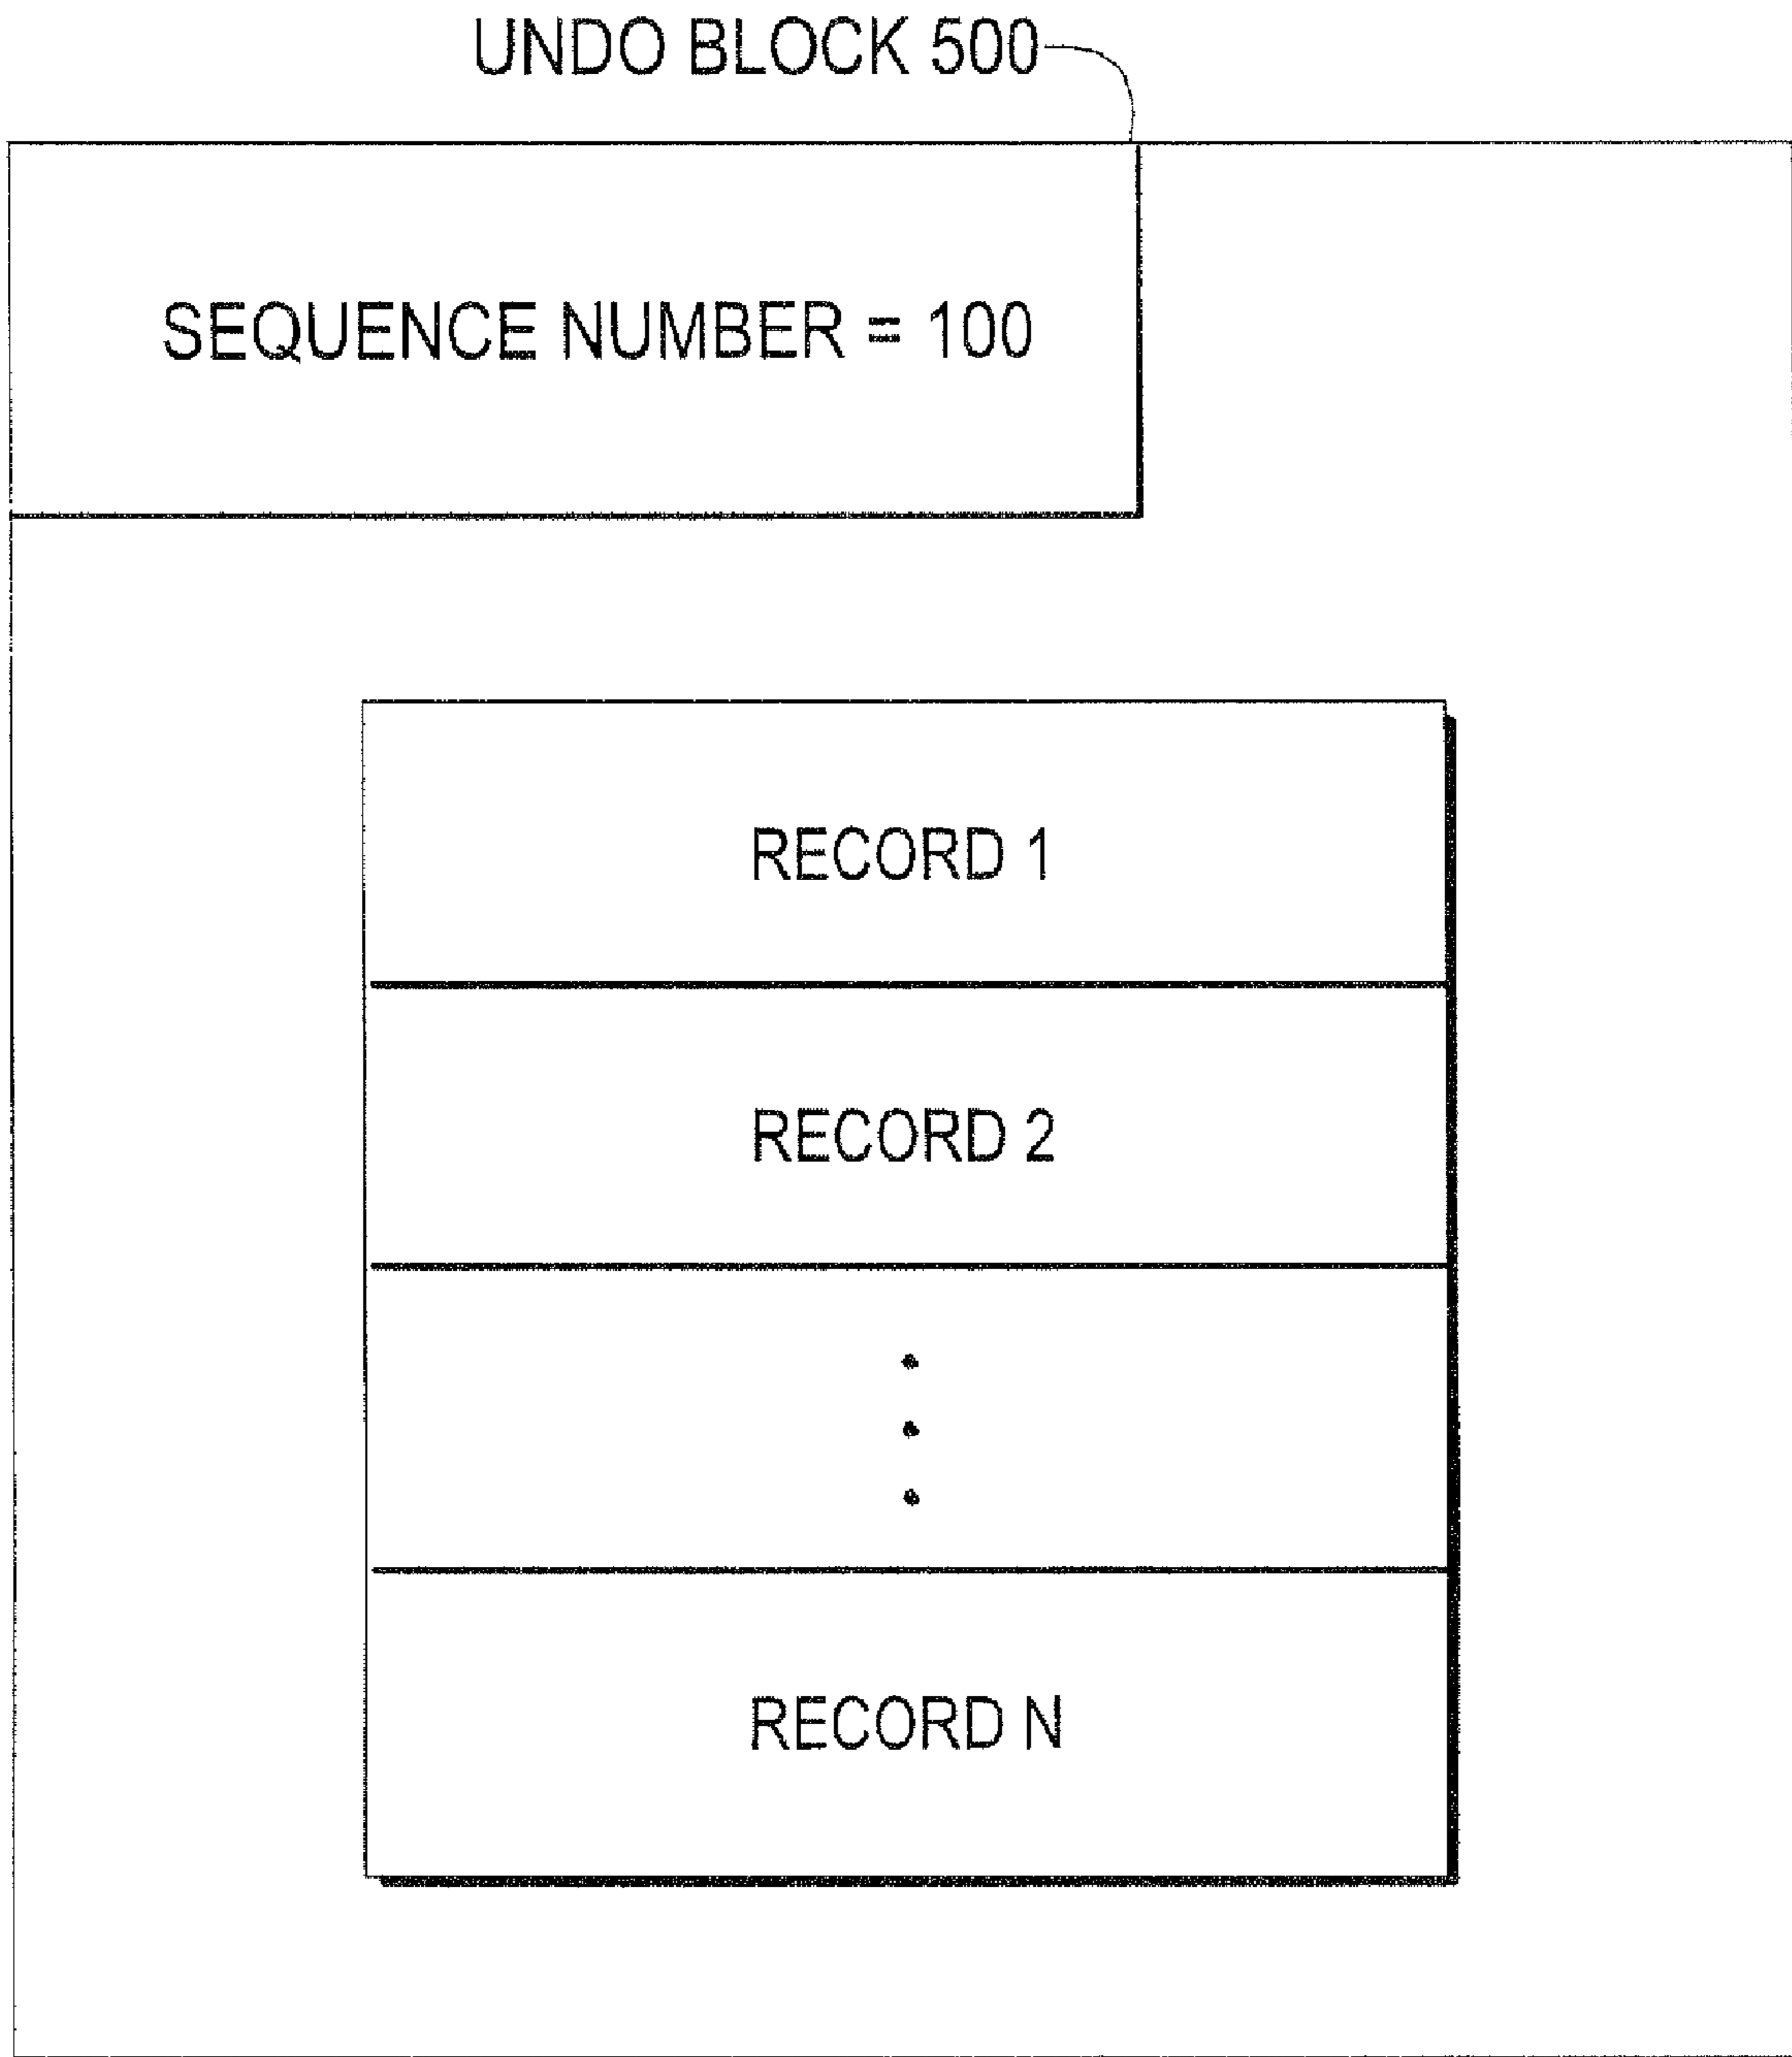 UNDO BLOCK 500
SEQUENCE NUMBER = 100
RECORD 1
RECORD 2
RECORD N